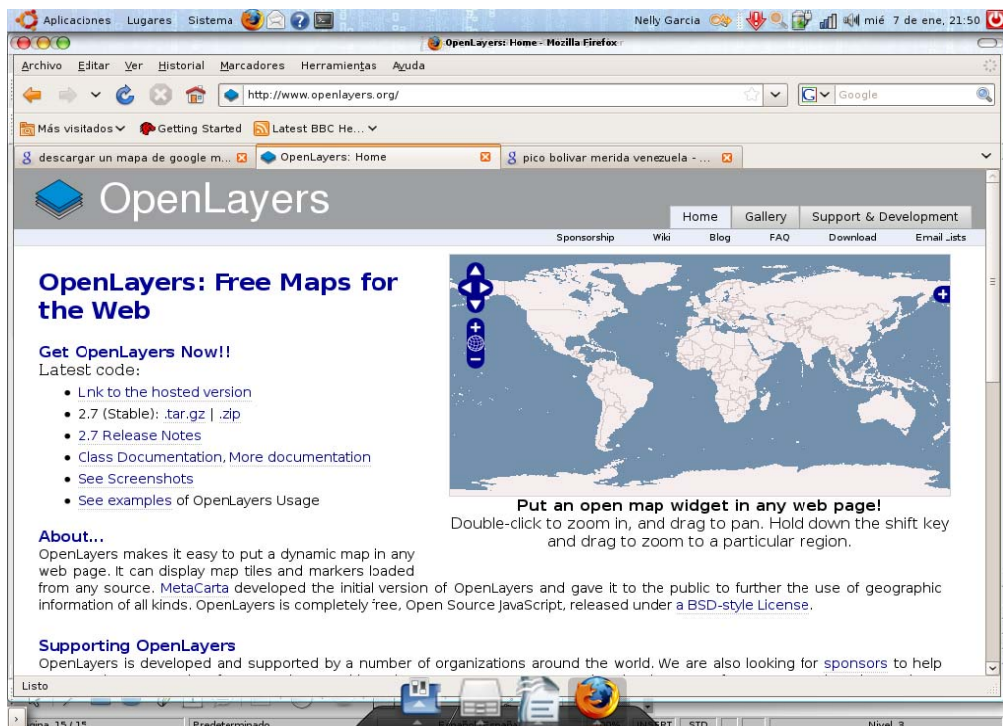 Aplicaciones Lugares Sistema Nelly Garcia mié 7 de ene, 21:50
OpenLayers: Home - Mozilla Firefox
Archivo Editar Ver Historial Marcadores Herramientas Ayuda
http://www.openlayers.org/ Google
Más visitados Getting Started Latest BBC He...
descargar un mapa de google m... OpenLayers: Home pico bolivar merida venezuela - ...
OpenLayers
Home Gallery Support & Development
Sponsorship Wiki Blog FAQ Download Email Lists
OpenLayers: Free Maps for
the Web
Get OpenLayers Now!!
Latest code:
Link to the hosted version
2.7 (Stable): .tar.gz | .zip
2.7 Release Notes
Class Documentation, More documentation
See Screenshots
See examples of OpenLayers Usage
Put an open map widget in any web page!
Double-click to zoom in, and drag to pan. Hold down the shift key
and drag to zoom to a particular region.
About...
OpenLayers makes it easy to put a dynamic map in any
web page. It can display map tiles and markers loaded
from any source. MetaCarta developed the initial version of OpenLayers and gave it to the public to further the use of geographic
information of all kinds. OpenLayers is completely free, Open Source JavaScript, released under a BSD-style License.
Supporting OpenLayers
OpenLayers is developed and supported by a number of organizations around the world. We are also looking for sponsors to help
Listo
15 / 15 Predeterminado INSERT STD Nivel 3